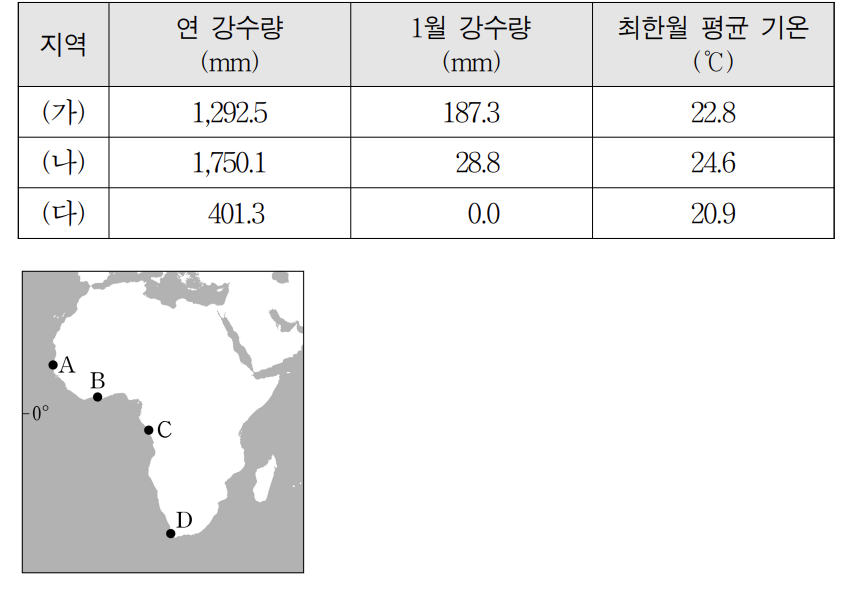 지역 연 강수량 (mm) 1월 강수량 (mm) 최한월 평균 기온 (℃)
(가) 1,292.5 187.3 22.8
(나) 1,750.1 28.8 24.6
(다) 401.3 0.0 20.9
A
B
0°
C
D